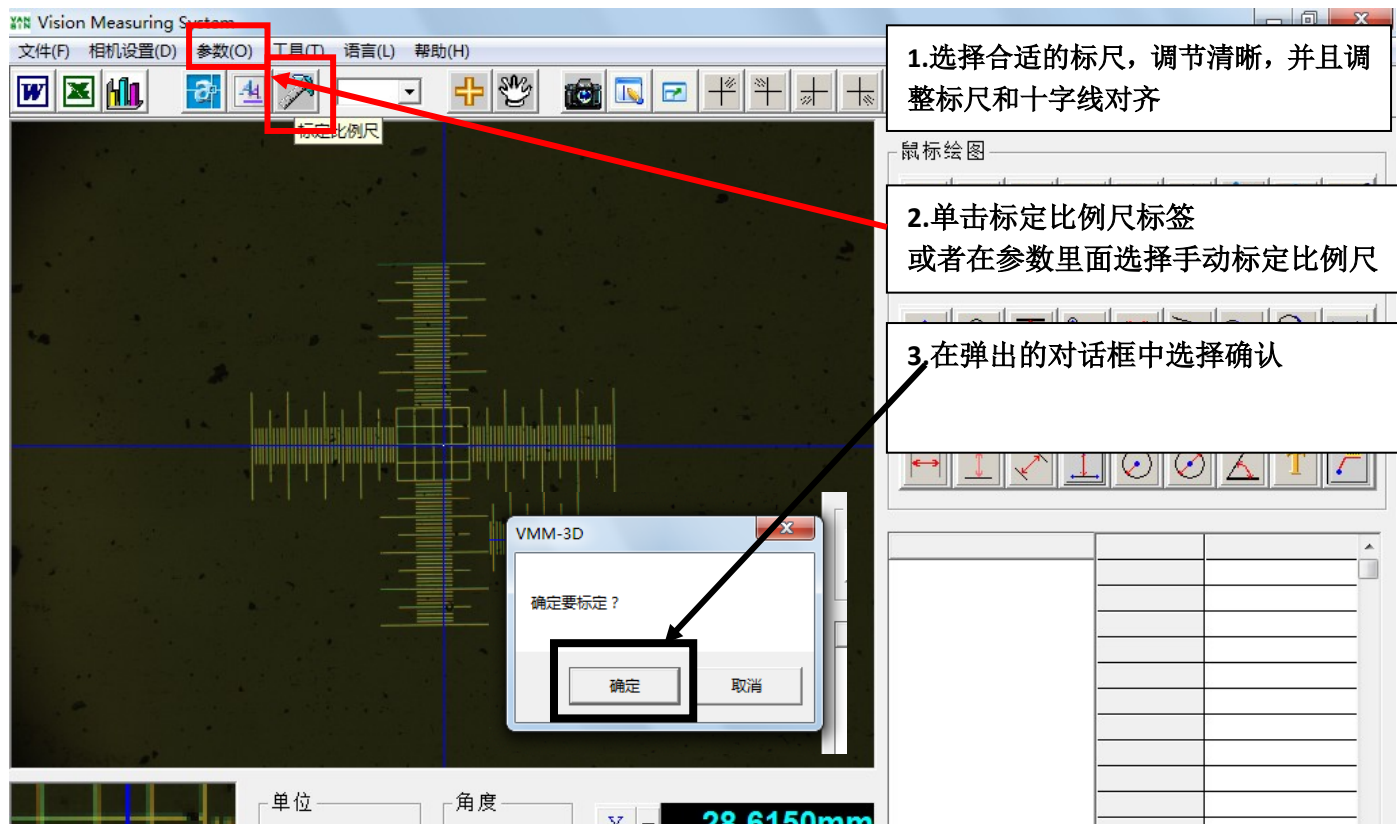 Vision Measuring System
文件(F) 相机设置(D) 参数(O) 工具(T) 语言(L) 帮助(H)
标定比例尺
1.选择合适的标尺，调节清晰，并且调
整标尺和十字线对齐
鼠标绘图
2.单击标定比例尺标签
或者在参数里面选择手动标定比例尺
3.在弹出的对话框中选择确认
VMM-3D
确定要标定？
确定 取消
单位
角度
28.6150mm